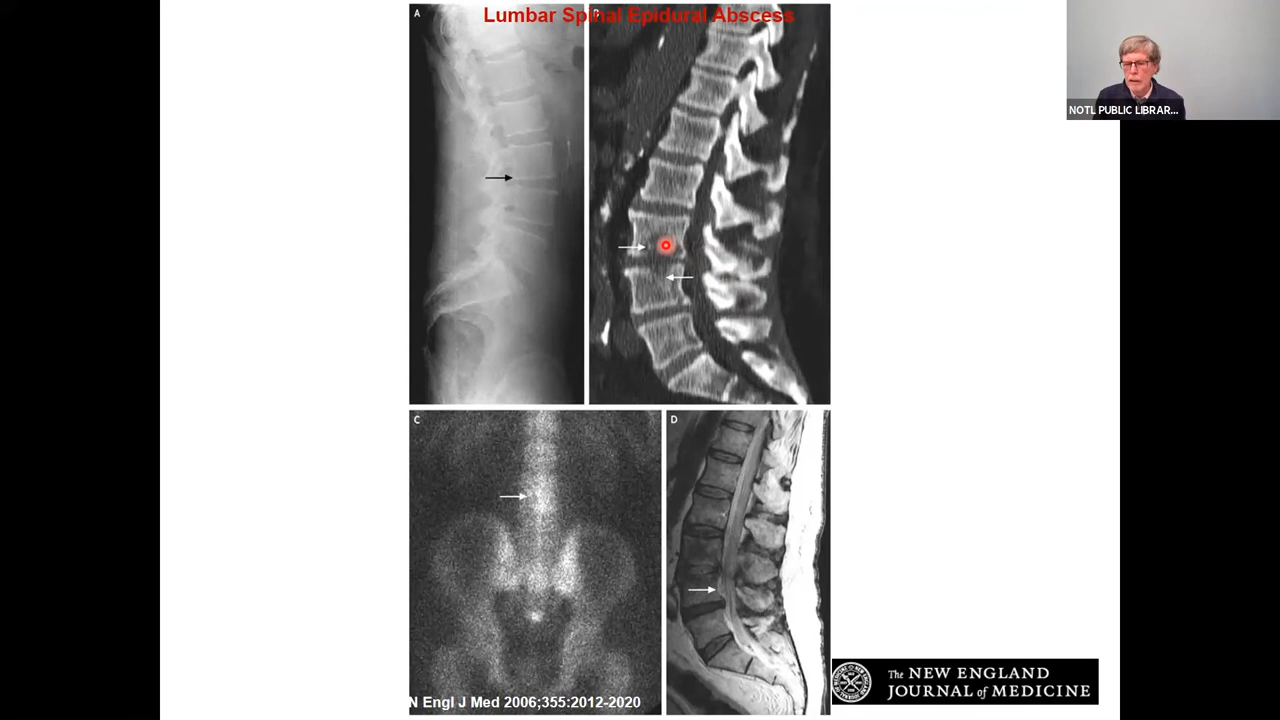 Lumbar Spinal Epidural Abscess
A
B
NOTL PUBLIC LIBRAR...
C
D
The NEW ENGLAND
JOURNAL of MEDICINE
N Engl J Med 2006;355:2012-2020